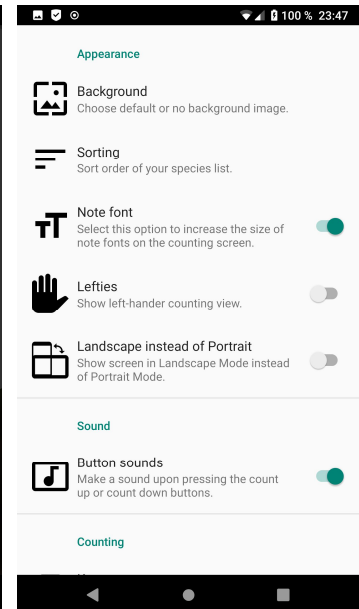 100 % 23:47
Appearance
Background
Choose default or no background image.
Sorting
Sort order of your species list.
Note font
Select this option to increase the size of
note fonts on the counting screen.
Lefties
Show left-hander counting view.
Landscape instead of Portrait
Show screen in Landscape Mode instead
of Portrait Mode.
Sound
Button sounds
Make a sound upon pressing the count
up or count down buttons.
Counting